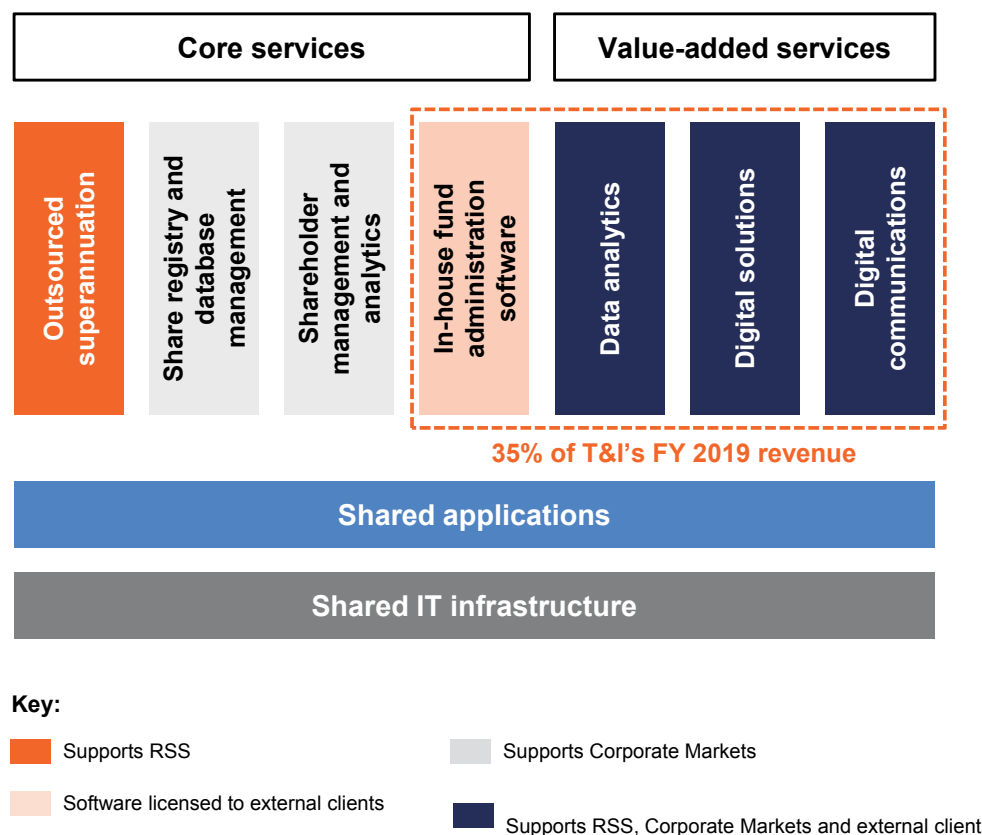 Core services
Value-added services
Outsourced
superannuation
Share registry and
database
management
Shareholder
management and
analytics
In-house fund
administration
software
Data analytics
Digital solutions
Digital
communications
35% of T&I's FY 2019 revenue
Shared applications
Shared IT infrastructure
Key:
Supports RSS
Supports Corporate Markets
Software licensed to external clients
Supports RSS, Corporate Markets and external client